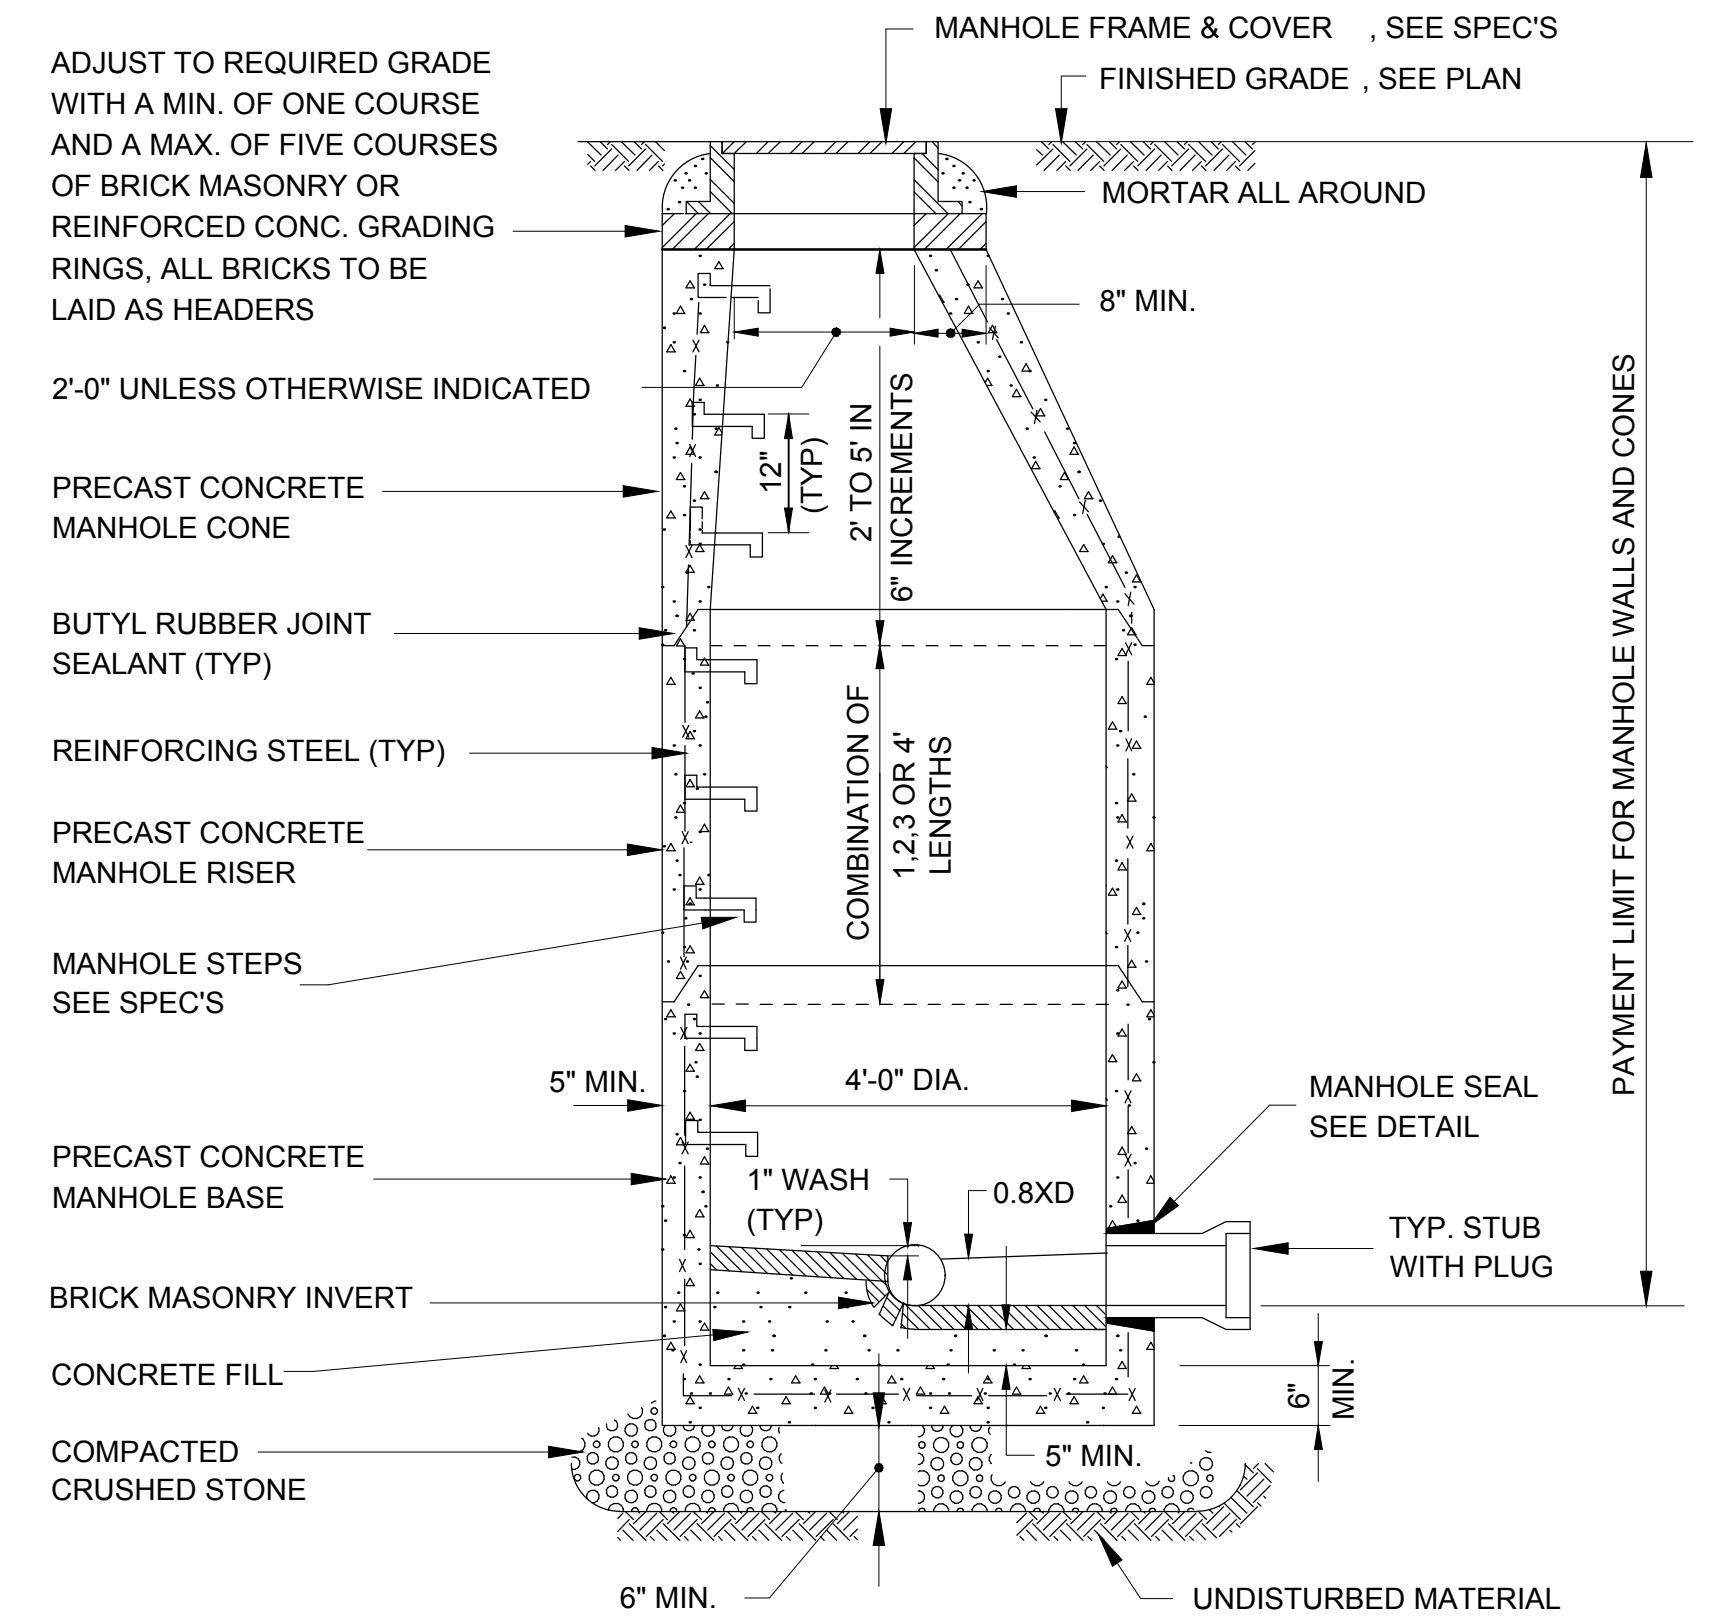 MANHOLE FRAME & COVER , SEE SPEC'S
FINISHED GRADE , SEE PLAN
ADJUST TO REQUIRED GRADE
WITH A MIN. OF ONE COURSE
AND A MAX. OF FIVE COURSES
OF BRICK MASONRY OR
REINFORCED CONC. GRADING
RINGS, ALL BRICKS TO BE
LAID AS HEADERS
MORTAR ALL AROUND
8" MIN.
2'-0" UNLESS OTHERWISE INDICATED
12"
(TYP)
2' TO 5' IN
6" INCREMENTS
PAYMENT LIMIT FOR MANHOLE WALLS AND CONES
PRECAST CONCRETE
MANHOLE CONE
BUTYL RUBBER JOINT
SEALANT (TYP)
REINFORCING STEEL (TYP)
COMBINATION OF
1,2,3 OR 4'
LENGTHS
PRECAST CONCRETE
MANHOLE RISER
MANHOLE STEPS
SEE SPEC'S
5" MIN.
4'-0" DIA.
MANHOLE SEAL
SEE DETAIL
PRECAST CONCRETE
MANHOLE BASE
1" WASH
(TYP)
0.8XD
TYP. STUB
WITH PLUG
BRICK MASONRY INVERT
CONCRETE FILL
6"
MIN.
COMPACTED
CRUSHED STONE
5" MIN.
6" MIN.
UNDISTURBED MATERIAL